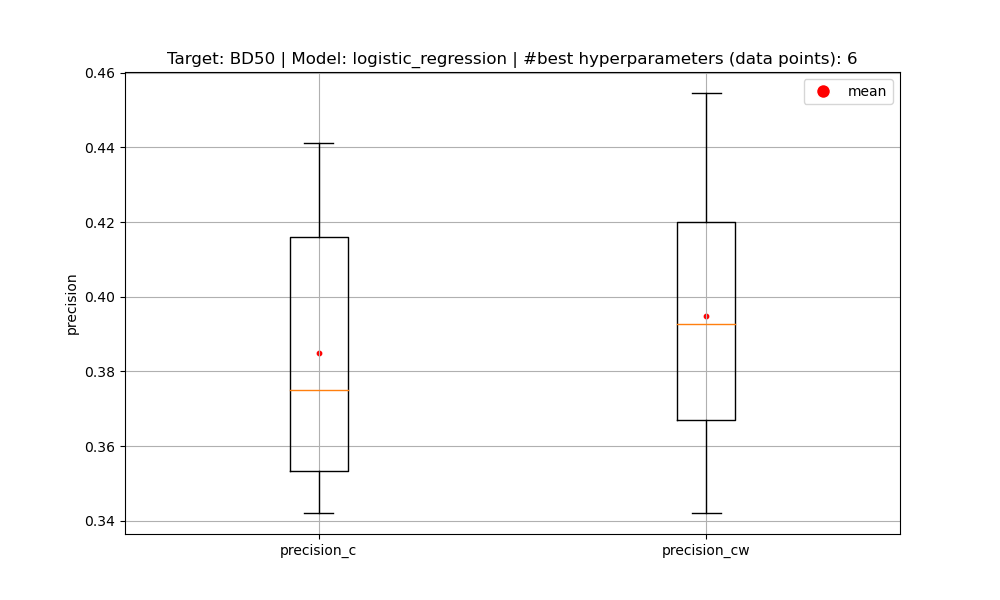 Target: BD50 | Model: logistic_regression | #best hyperparameters (data points): 6
mean
precision
0.46
0.44
0.42
0.40
0.38
0.36
0.34
precision_c
precision_cw